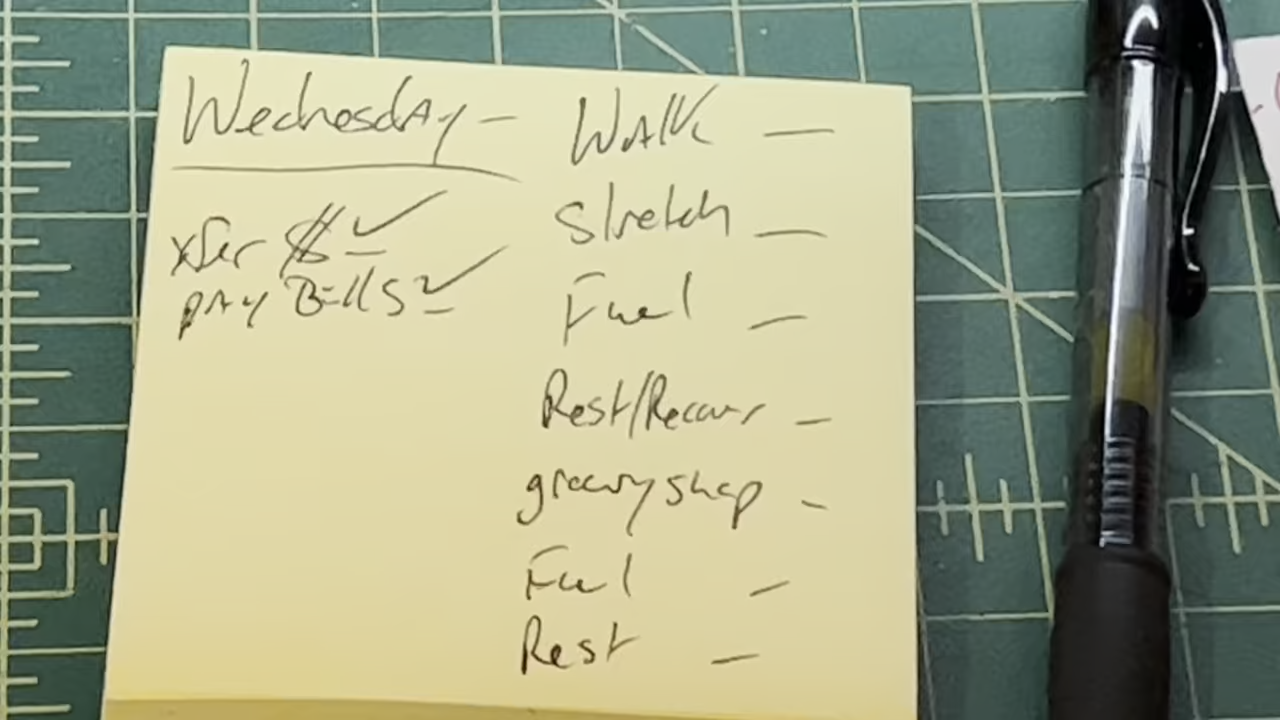 Wednesday -
xfer $ ✓
pay Bills ✓
Walk -
Stretch -
Fuel -
Rest/Recover -
grocery shop -
Fuel -
Rest -